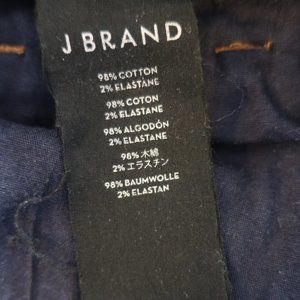 J BRAND
98% COTTON
2% ELASTANE
98% COTON
2% ELASTANE
98% ALGODÓN
2% ELASTANE
98% 木綿
2% エラスチン
98% BAUMWOLLE
2% ELASTAN